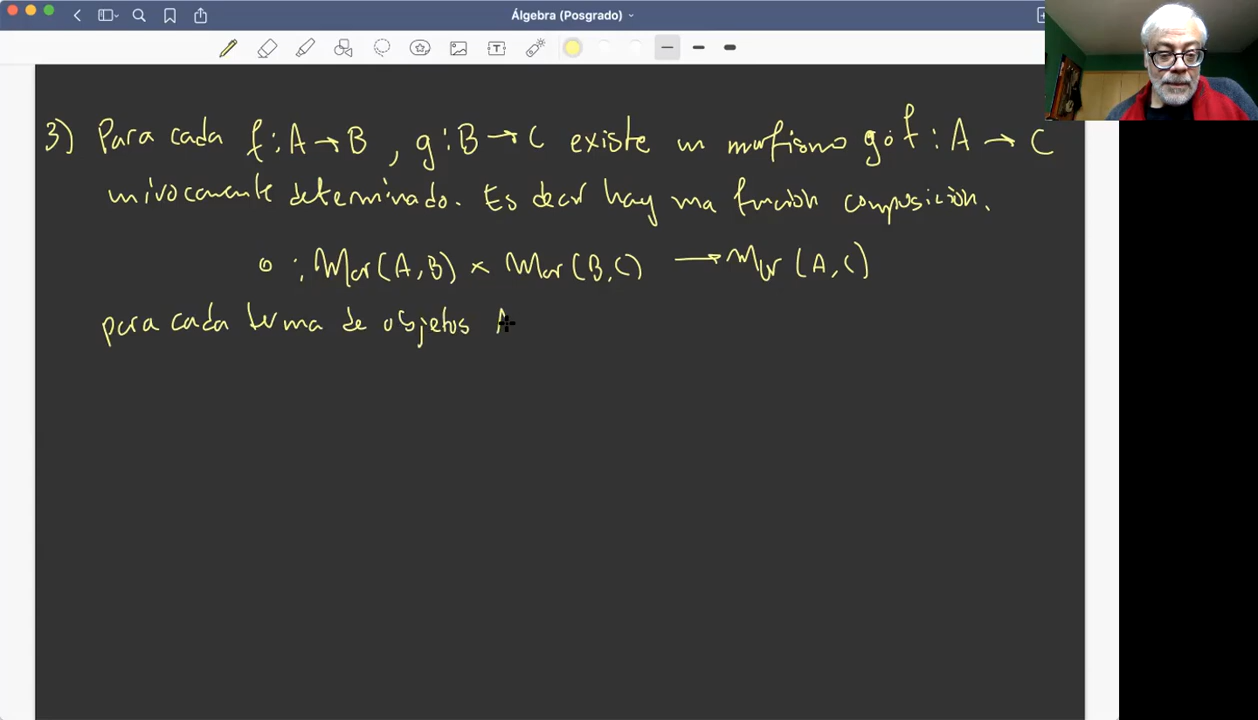 Álgebra (Posgrado)
3) Para cada f : A → B , g : B → C existe un morfismo g∘f : A → C
unívocamente determinado. Es decir hay una función composición.
∘ : Mor(A,B) × Mor(B,C) → Mor(A,C)
para cada terna de objetos A